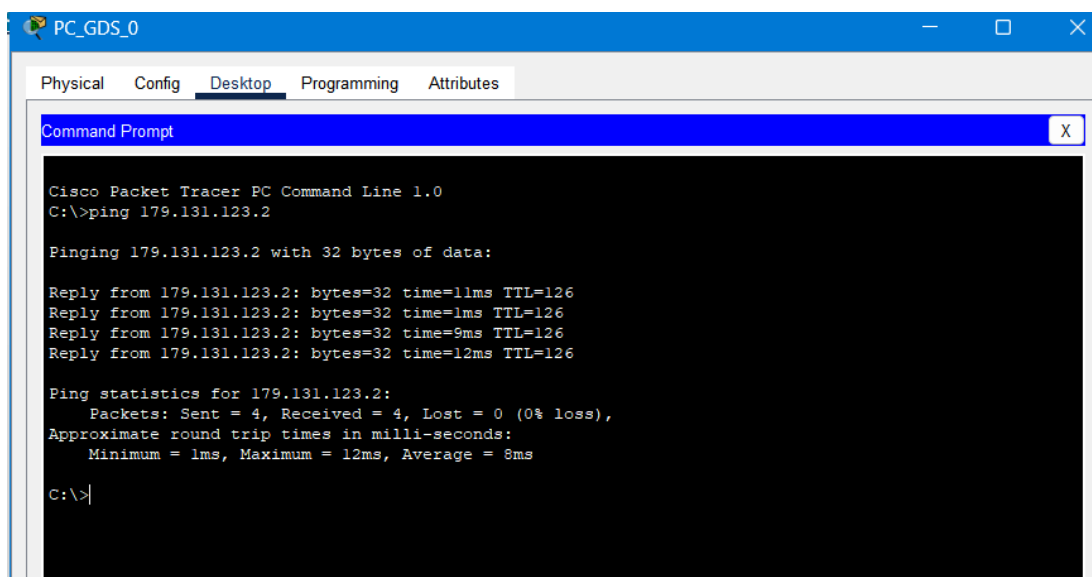 PC_GDS_0
Physical Config Desktop Programming Attributes
Command Prompt
X
Cisco Packet Tracer PC Command Line 1.0
C:\>ping 179.131.123.2
Pinging 179.131.123.2 with 32 bytes of data:
Reply from 179.131.123.2: bytes=32 time=11ms TTL=126
Reply from 179.131.123.2: bytes=32 time=1ms TTL=126
Reply from 179.131.123.2: bytes=32 time=9ms TTL=126
Reply from 179.131.123.2: bytes=32 time=12ms TTL=126
Ping statistics for 179.131.123.2:
Packets: Sent = 4, Received = 4, Lost = 0 (0% loss),
Approximate round trip times in milli-seconds:
Minimum = 1ms, Maximum = 12ms, Average = 8ms
C:\>